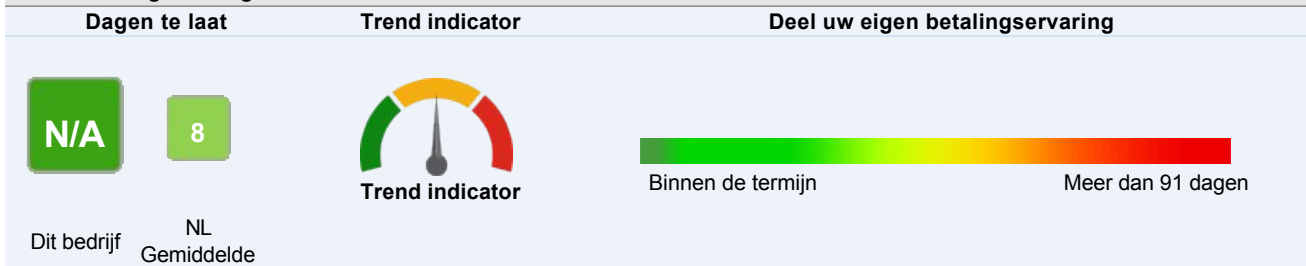 Dagen te laat
Trend indicator
Deel uw eigen betalingservaring
N/A
8
Trend indicator
Binnen de termijn
Meer dan 91 dagen
Dit bedrijf
NL
Gemiddelde